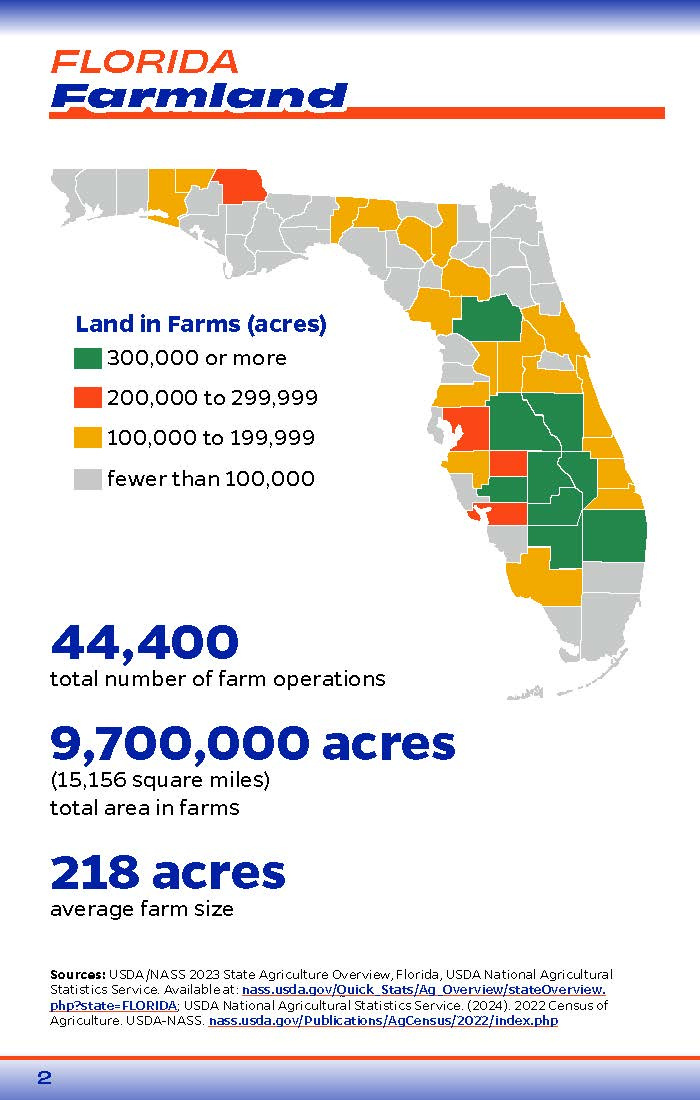 FLORIDA
Farmland
Land in Farms (acres)
300,000 or more
200,000 to 299,999
100,000 to 199,999
fewer than 100,000
44,400
total number of farm operations
9,700,000 acres
(15,156 square miles)
total area in farms
218 acres
average farm size
Sources: USDA/NASS 2023 State Agriculture Overview, Florida, USDA National Agricultural
Statistics Service. Available at: nass.usda.gov/Quick_Stats/Ag_Overview/stateOverview.
php?state=FLORIDA; USDA National Agricultural Statistics Service. (2024). 2022 Census of
Agriculture. USDA-NASS. nass.usda.gov/Publications/AgCensus/2022/index.php
2